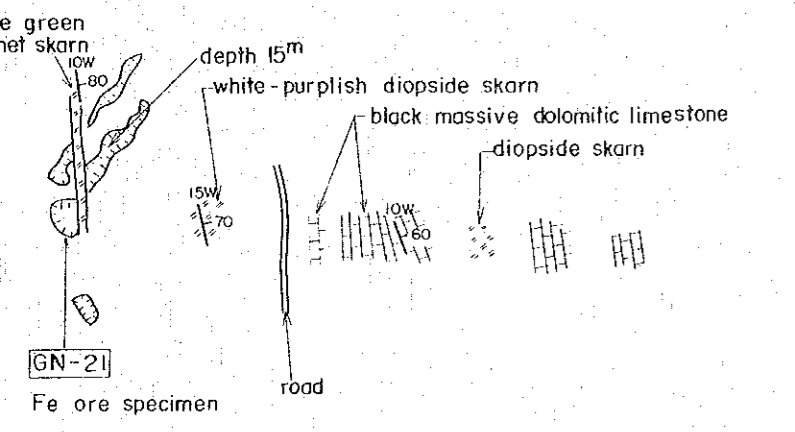 e green
net skarn
10W
80
depth 15m
white-purplish diopside skarn
black massive dolomitic limestone
diopside skarn
15W
70
10W
60
GN-21
road
Fe ore specimen